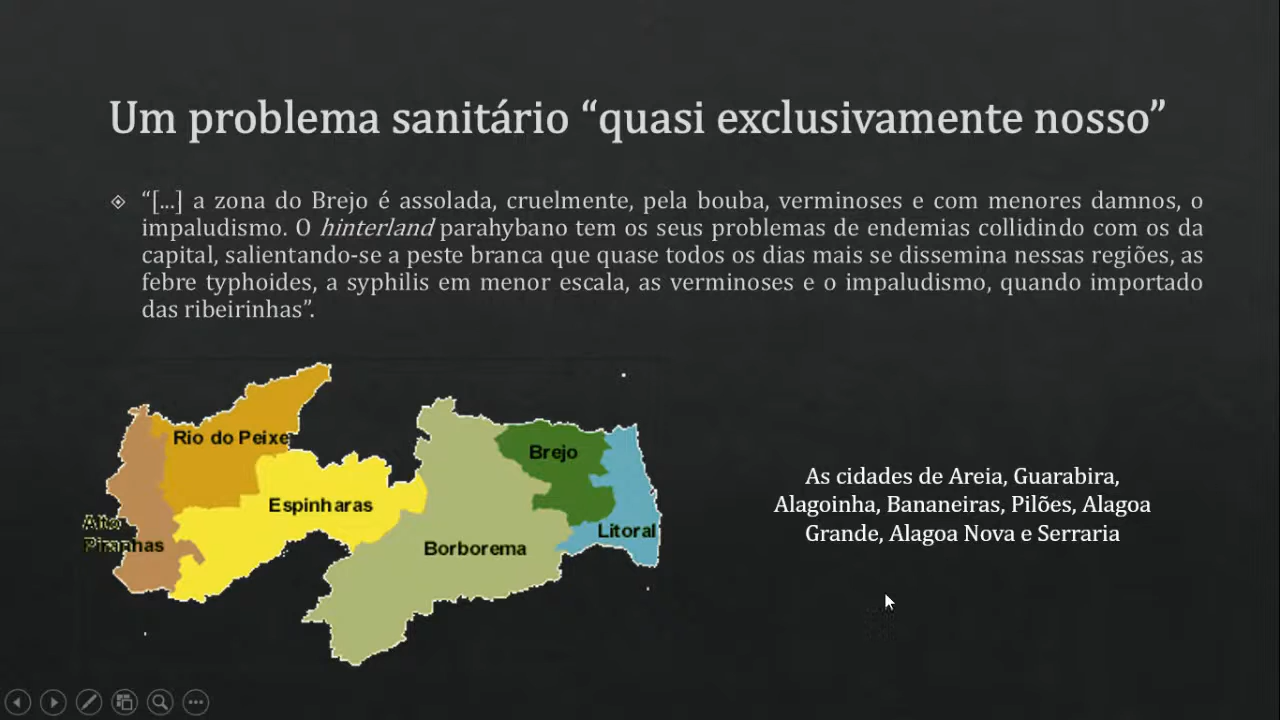 Um problema sanitário “quasi exclusivamente nosso”
“[...] a zona do Brejo é assolada, cruelmente, pela bouba, verminoses e com menores damnos, o
impaludismo. O hinterland parahybano tem os seus problemas de endemias collidindo com os da
capital, salientando-se a peste branca que quase todos os dias mais se dissemina nessas regiões, as
febre typhoides, a syphilis em menor escala, as verminoses e o impaludismo, quando importado
das ribeirinhas”.
Rio do Peixe
Brejo
Espinharas
Alto
Piranhas
Litoral
Borborema
As cidades de Areia, Guarabira,
Alagoinha, Bananeiras, Pilões, Alagoa
Grande, Alagoa Nova e Serraria